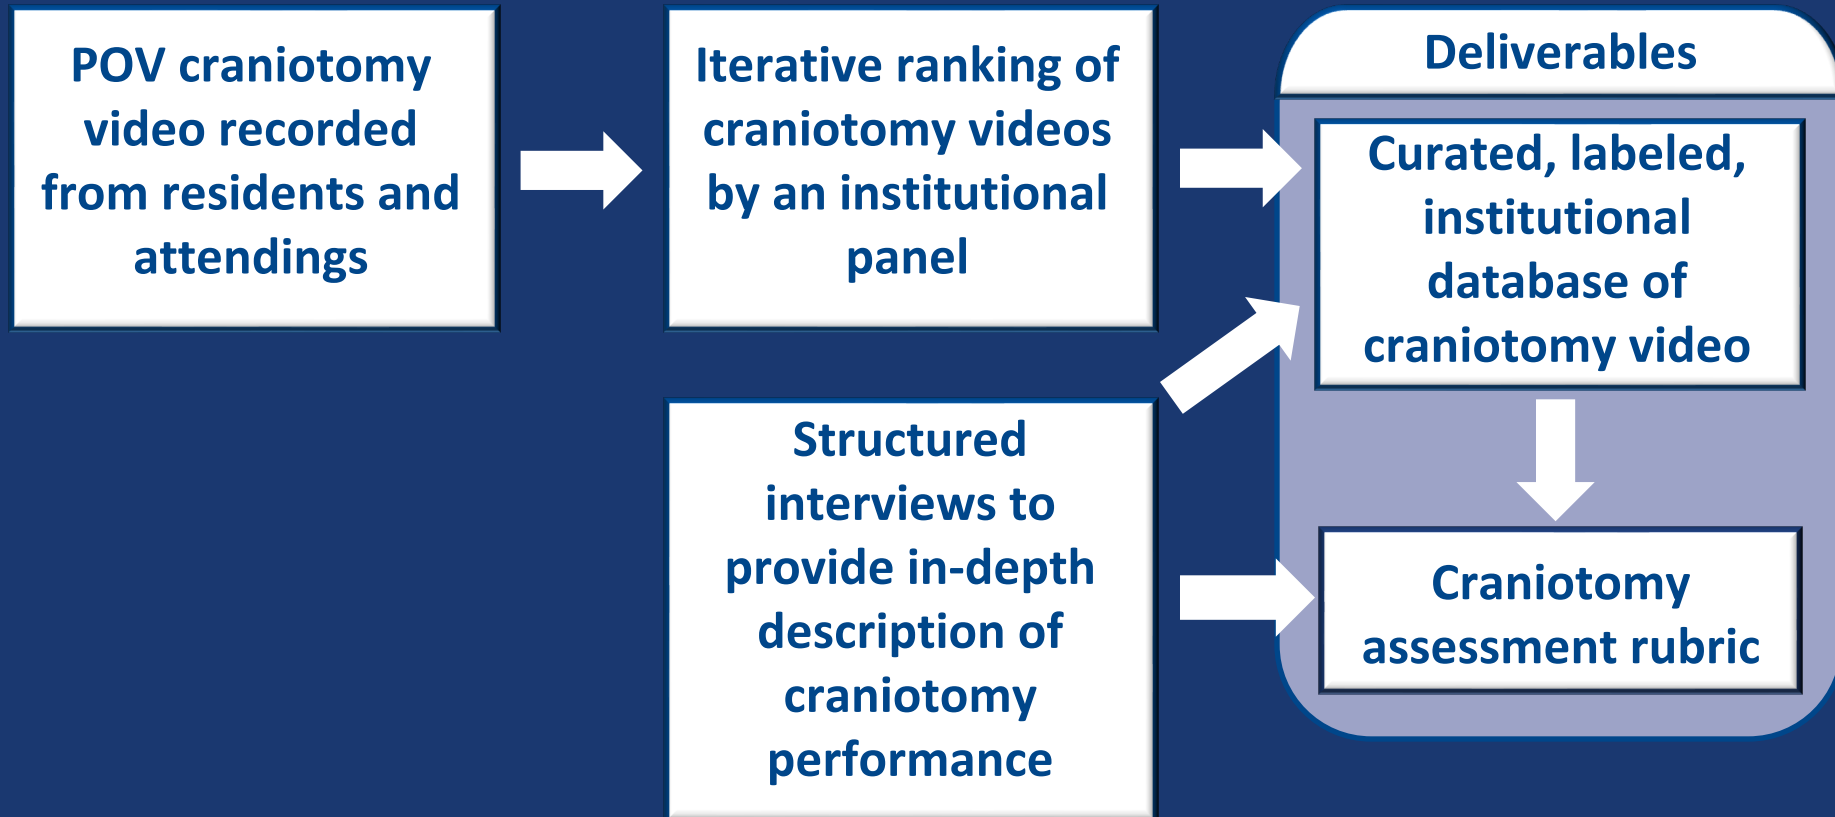 POV craniotomy
video recorded
from residents and
attendings
Iterative ranking of
craniotomy videos
by an institutional
panel
Structured
interviews to
provide in-depth
description of
craniotomy
performance
Deliverables
Curated, labeled,
institutional
database of
craniotomy video
Craniotomy
assessment rubric